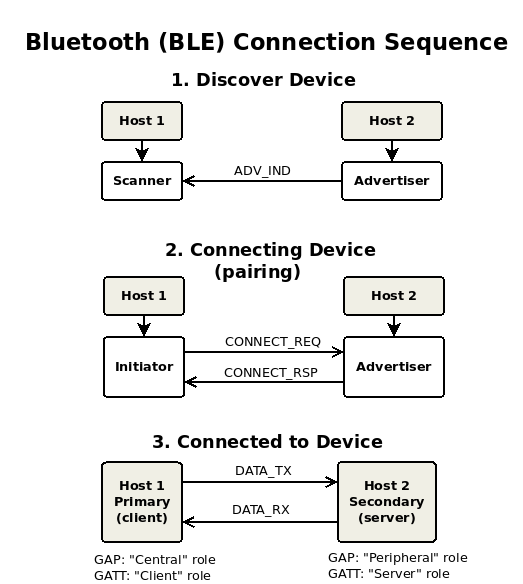 Bluetooth (BLE) Connection Sequence
1. Discover Device
Host 1
Host 2
Scanner
ADV_IND
Advertiser
2. Connecting Device
(pairing)
Host 1
Host 2
Initiator
CONNECT_REQ
CONNECT_RSP
Advertiser
3. Connected to Device
Host 1
Primary
(client)
DATA_TX
DATA_RX
Host 2
Secondary
(server)
GAP: "Central" role
GATT: "Client" role
GAP: "Peripheral" role
GATT: "Server" role